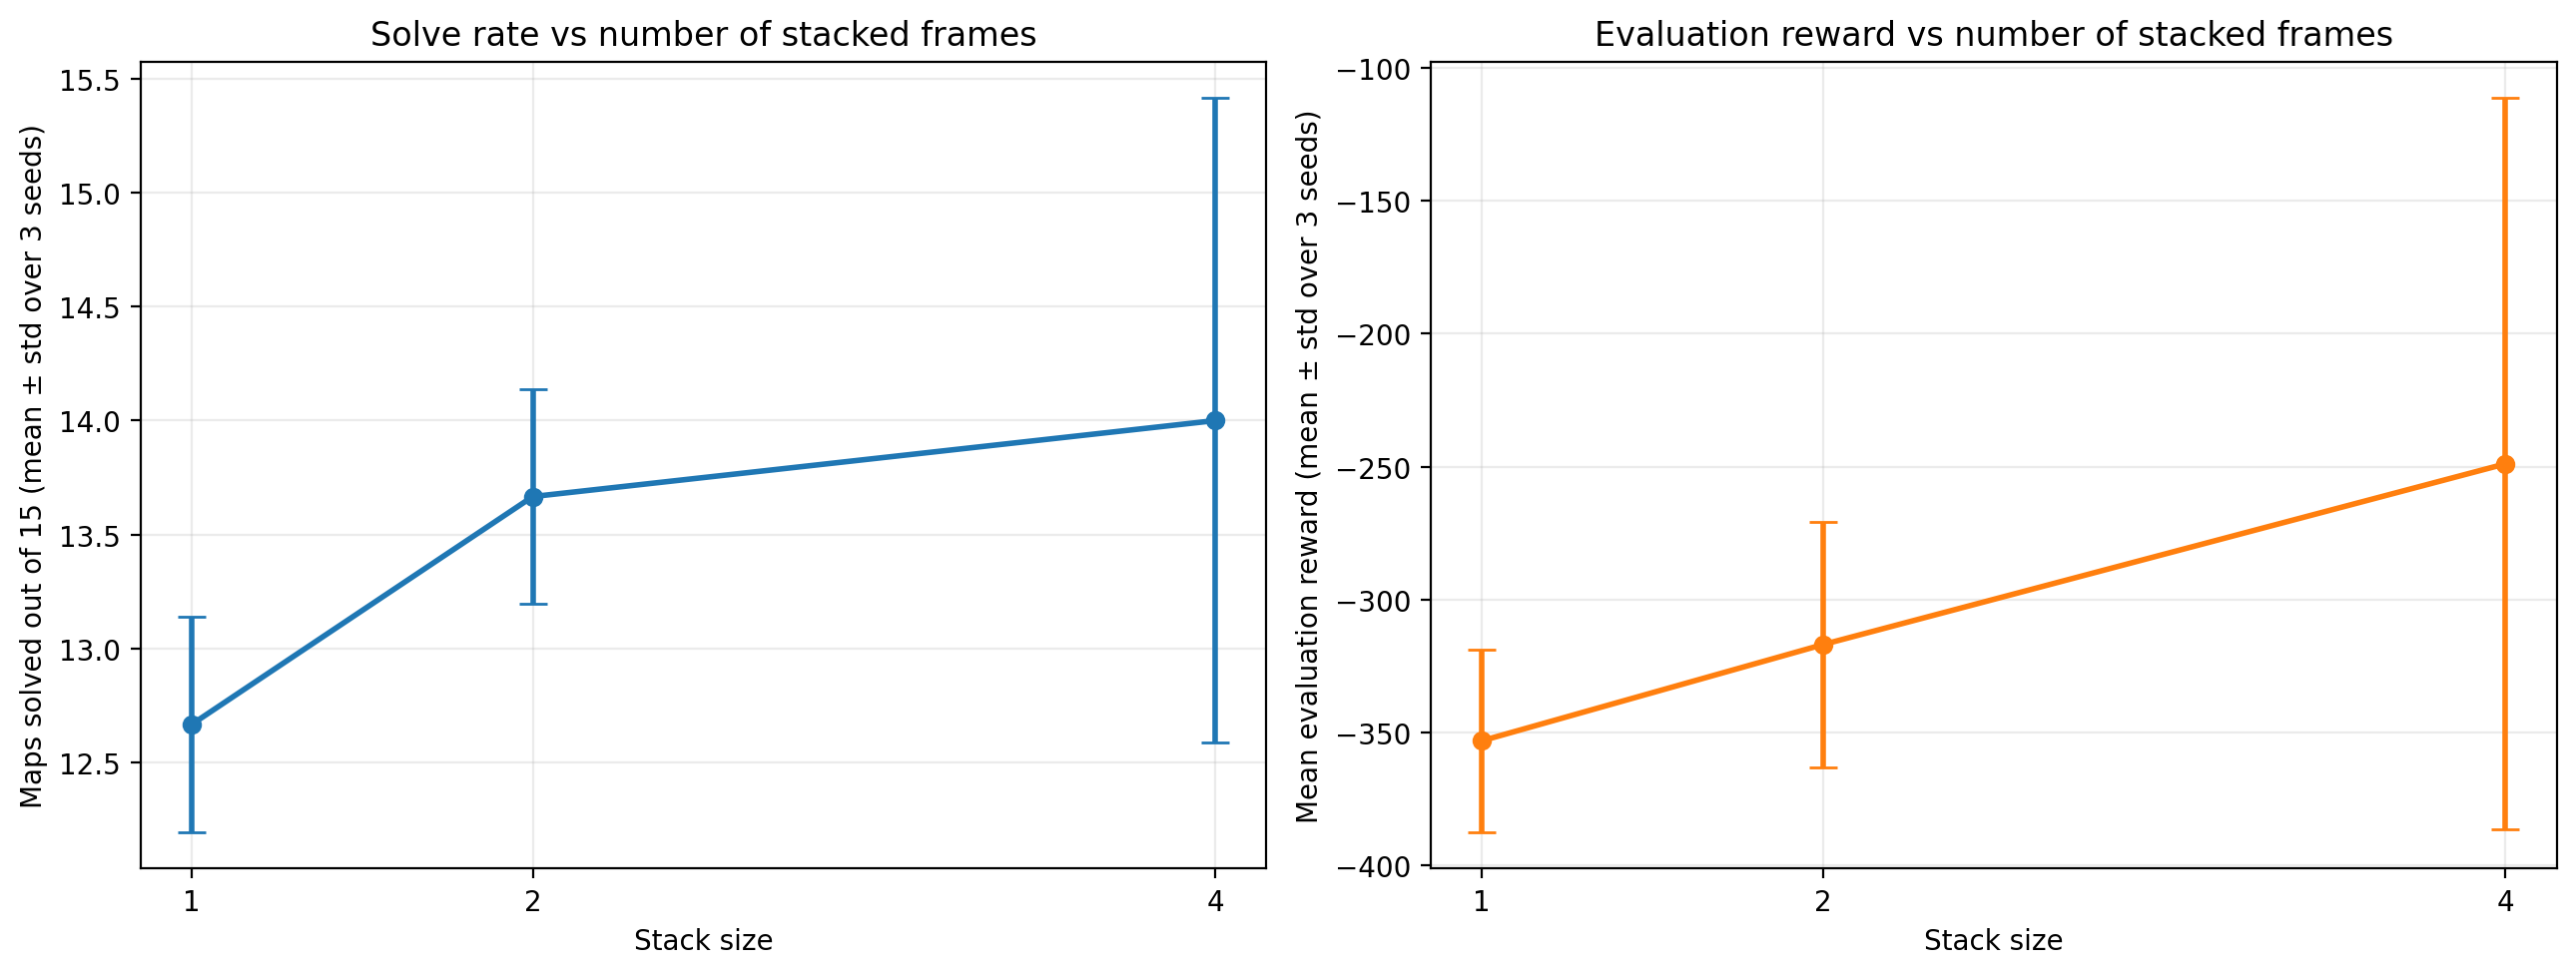 Solve rate vs number of stacked frames
Maps solved out of 15 (mean ± std over 3 seeds)
15.5
15.0
14.5
14.0
13.5
13.0
12.5
1 2 4
Stack size
Evaluation reward vs number of stacked frames
Mean evaluation reward (mean ± std over 3 seeds)
−100
−150
−200
−250
−300
−350
−400
1 2 4
Stack size